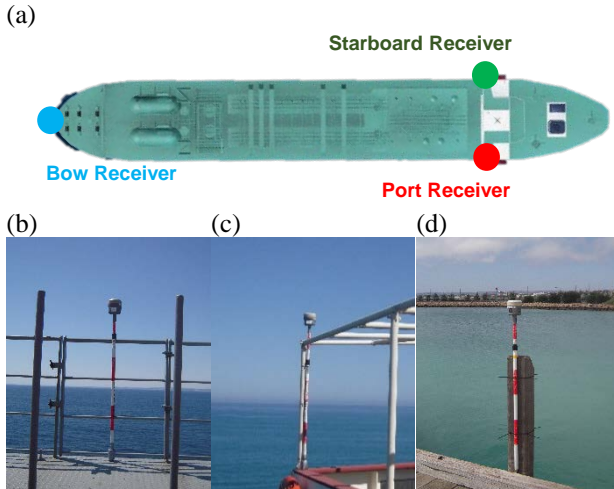 (a)
Starboard Receiver
Bow Receiver
Port Receiver
(b)
(c)
(d)